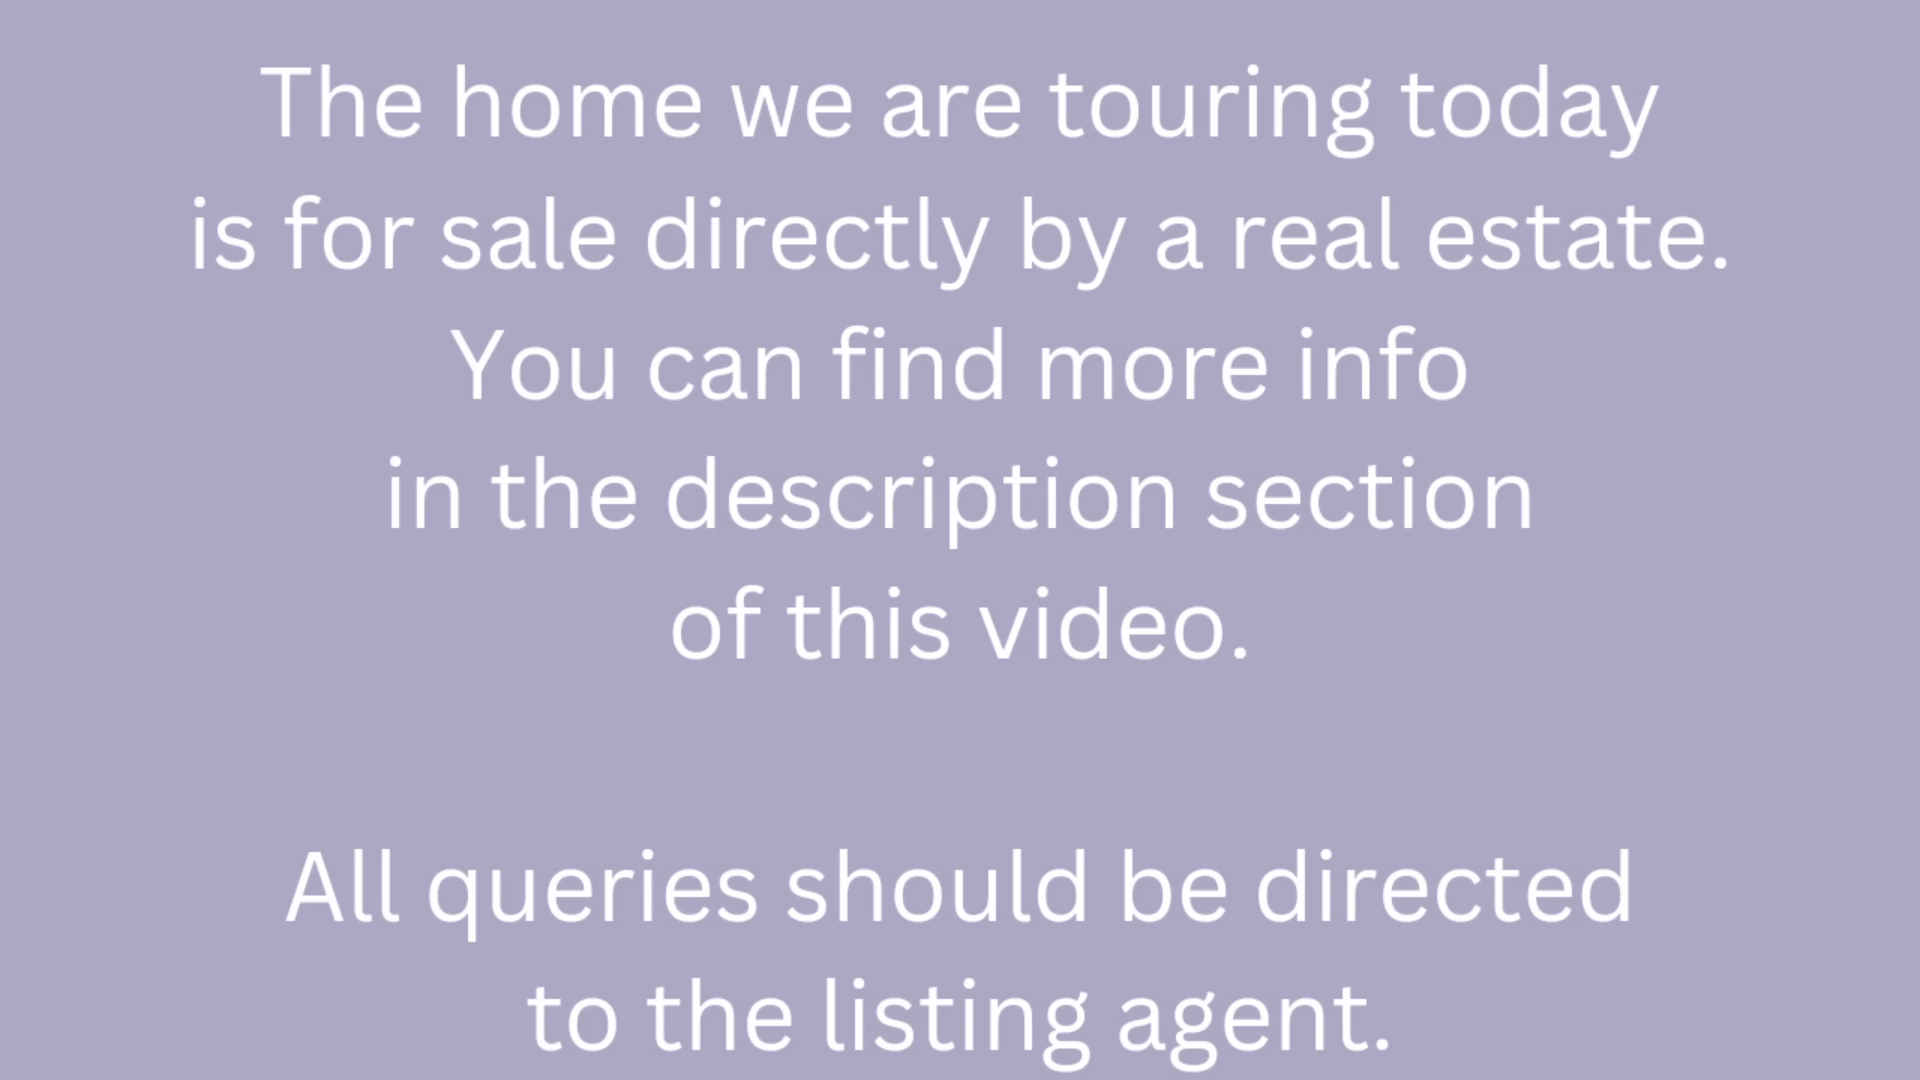 The home we are touring today
is for sale directly by a real estate.
You can find more info
in the description section
of this video.
All queries should be directed
to the listing agent.